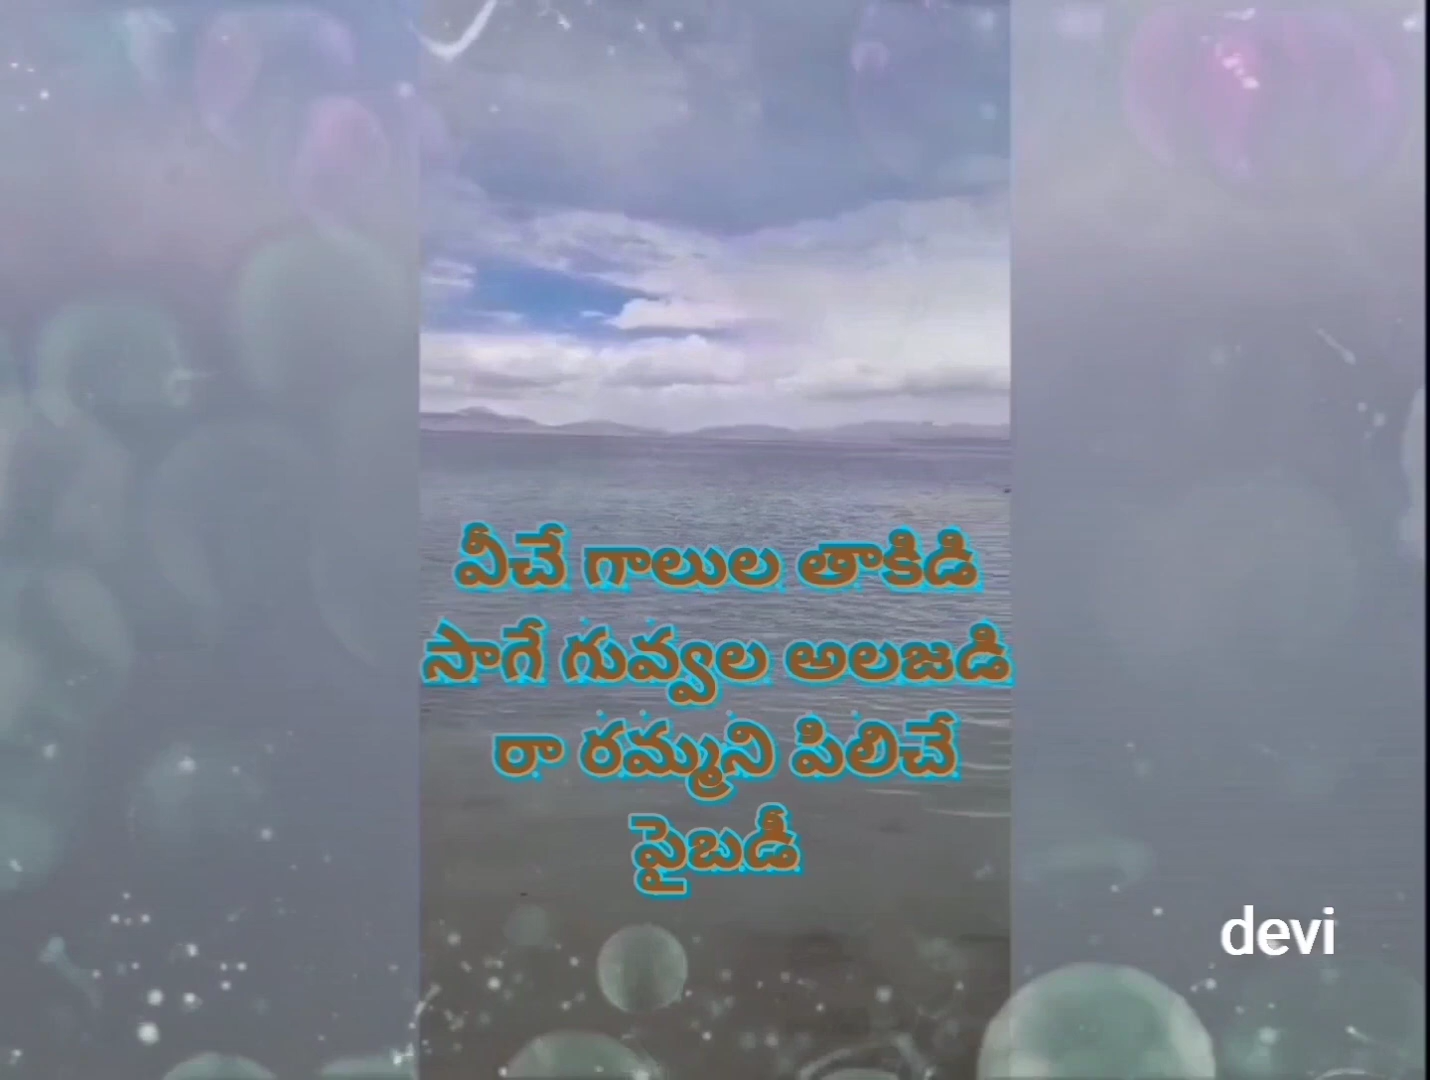 వీచే గాలుల తాకిడి
సాగే గువ్వల అలజడి
రా రమ్మని పిలిచే
పైబడీ
devi